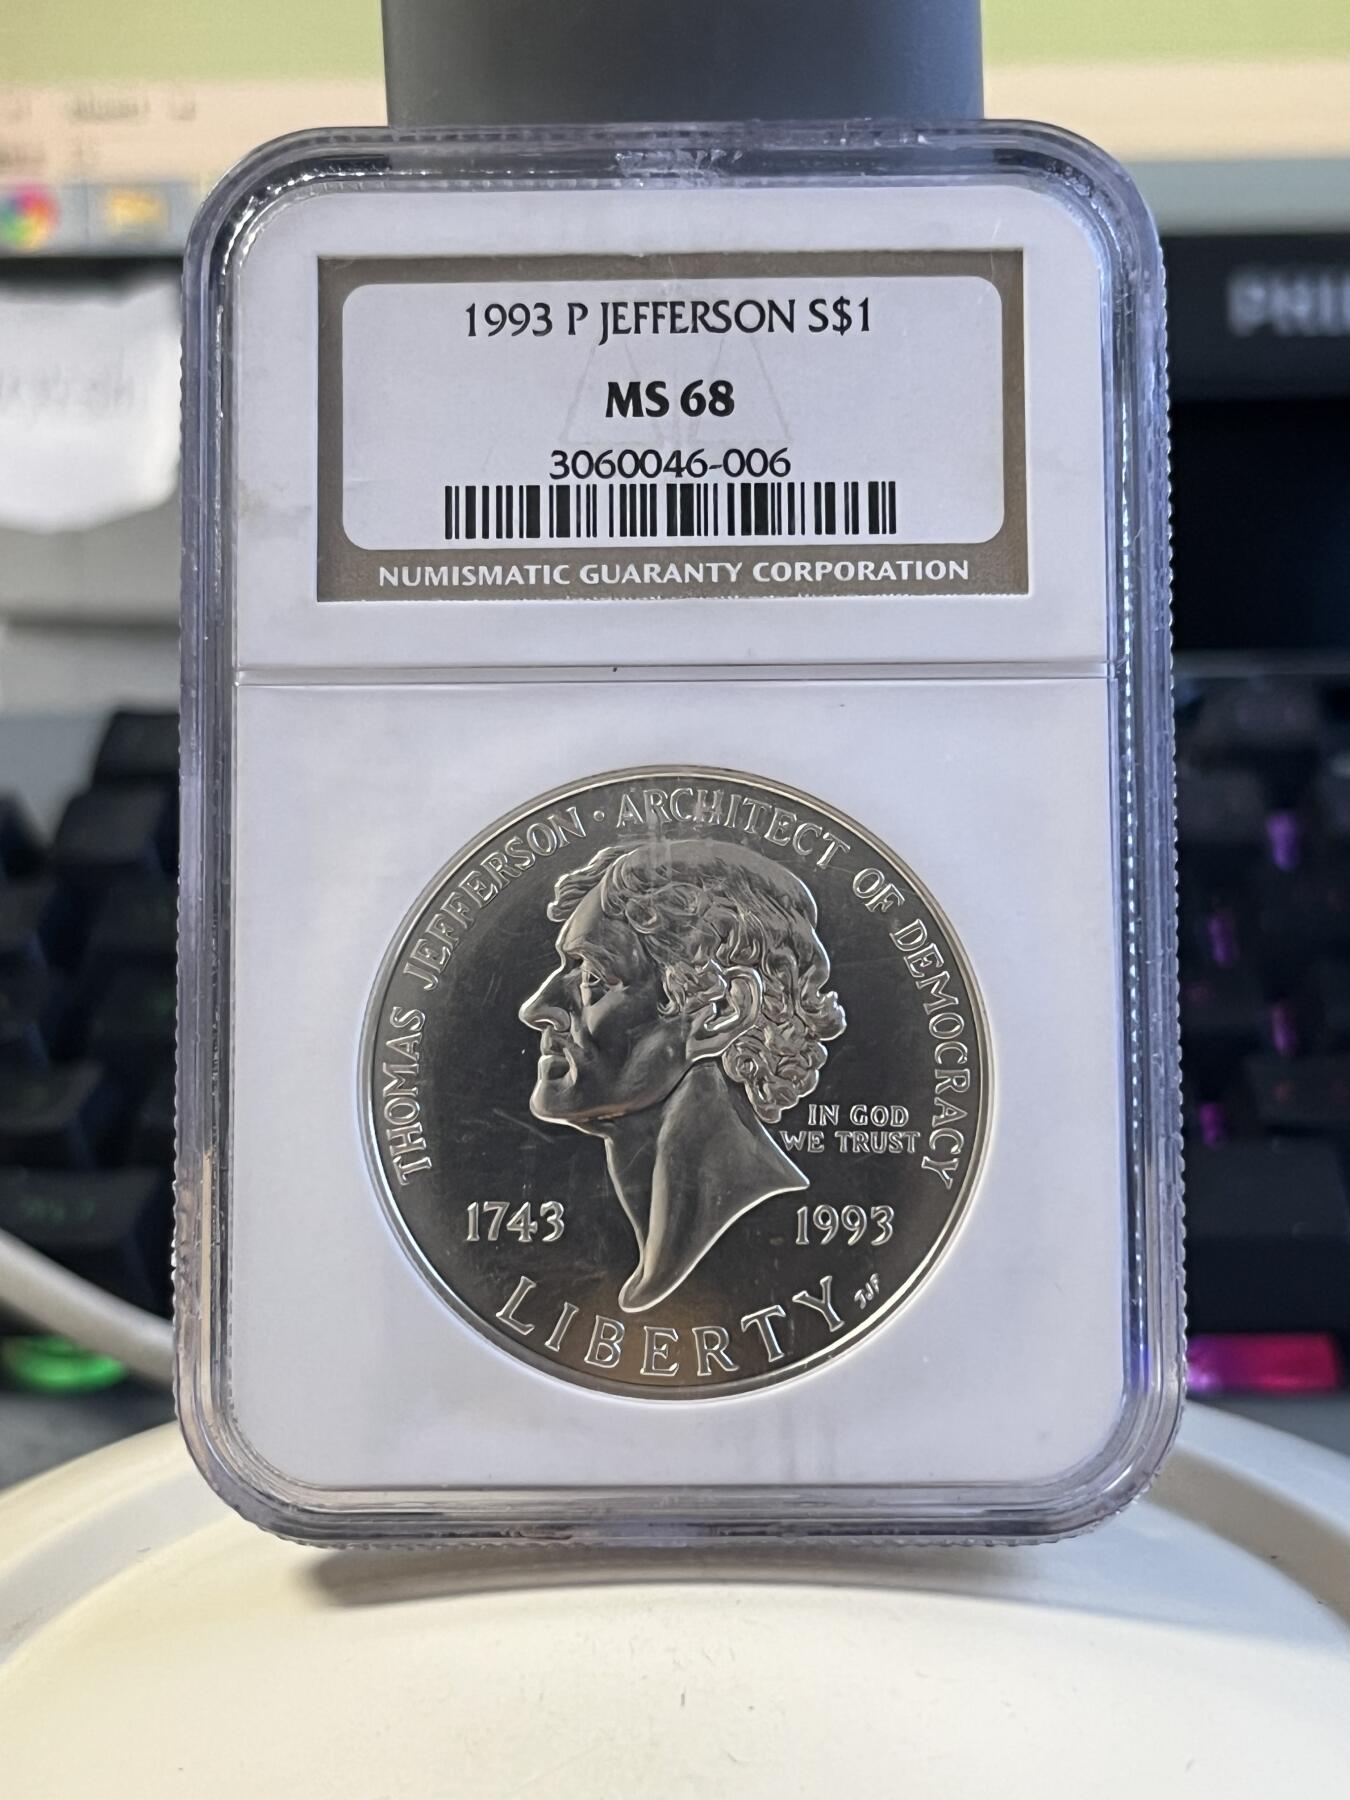 1993 P JEFFERSON S$1
MS 68
3060046-006
NUMISMATIC GUARANTY CORPORATION
THOMAS JEFFERSON · ARCHITECT OF DEMOCRACY
IN GOD
WE TRUST
1743 1993
LIBERTY